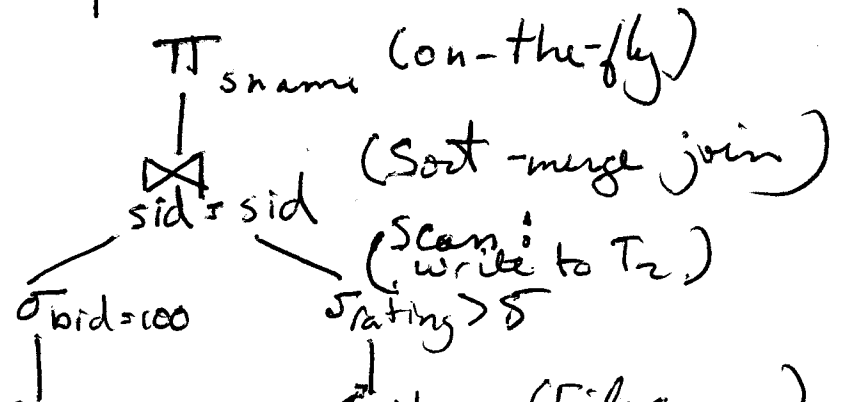 π sname (on-the-fly)
⋈ (Sort-merge join)
sid = sid
(Scan;
write to T2)
σ bid=100 σ rating > 5